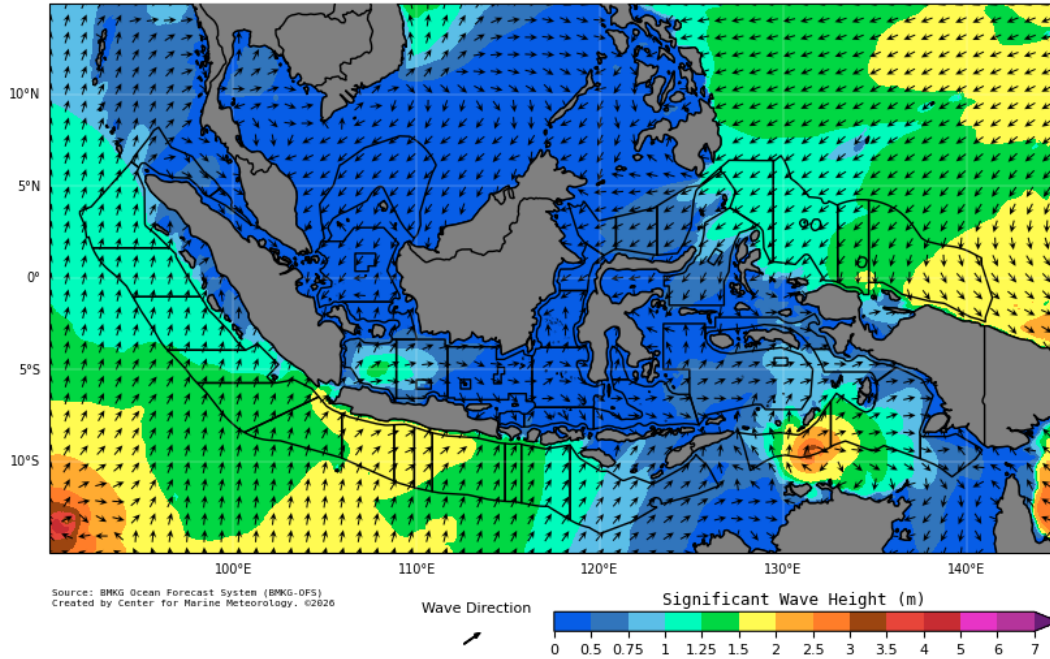 10°N
5°N
0°
5°S
10°S
100°E 110°E 120°E 130°E 140°E
Source: BMKG Ocean Forecast System (BMKG-OFS)
Created by Center for Marine Meteorology. ©2026
Wave Direction
Significant Wave Height (m)
0 0.5 0.75 1 1.25 1.5 2 2.5 3 3.5 4 5 6 7